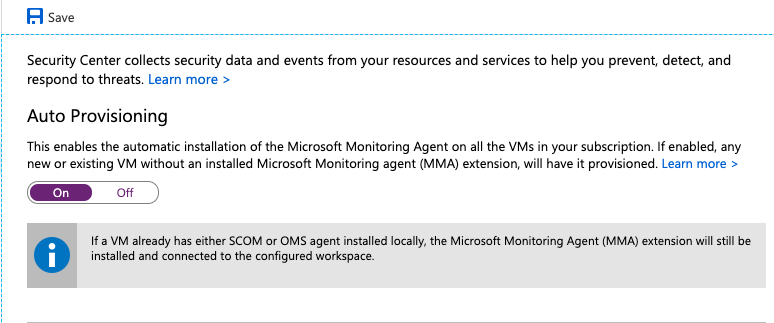 Save
Security Center collects security data and events from your resources and services to help you prevent, detect, and
respond to threats. Learn more >
Auto Provisioning
This enables the automatic installation of the Microsoft Monitoring Agent on all the VMs in your subscription. If enabled, any
new or existing VM without an installed Microsoft Monitoring agent (MMA) extension, will have it provisioned. Learn more >
On Off
If a VM already has either SCOM or OMS agent installed locally, the Microsoft Monitoring Agent (MMA) extension will still be
installed and connected to the configured workspace.